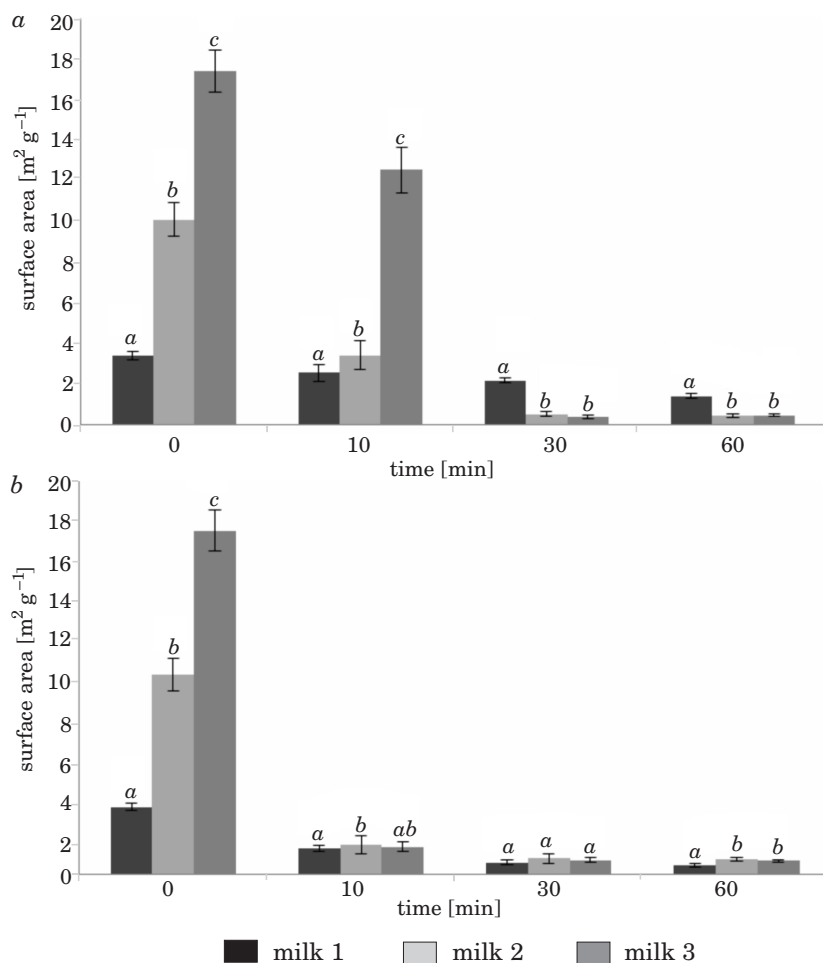 a
20
18
16
14
12
10
8
6
4
2
0
surface area [m² g⁻¹]
a b c
a b c
a b b
a b b
0 10 30 60
time [min]
b
20
18
16
14
12
10
8
6
4
2
0
surface area [m² g⁻¹]
a b c
a b ab
a a a
a b b
0 10 30 60
time [min]
milk 1 milk 2 milk 3